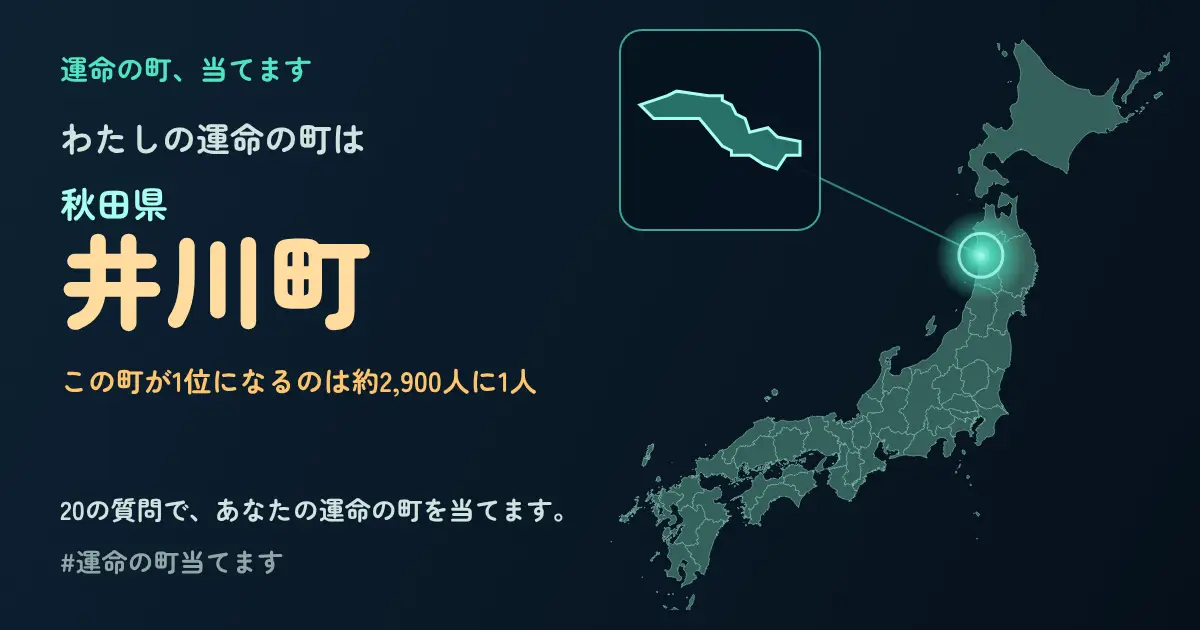 運命の町、当てます
わたしの運命の町は
秋田県
井川町
この町が1位になるのは約2,900人に1人
20の質問で、あなたの運命の町を当てます。
#運命の町当てます